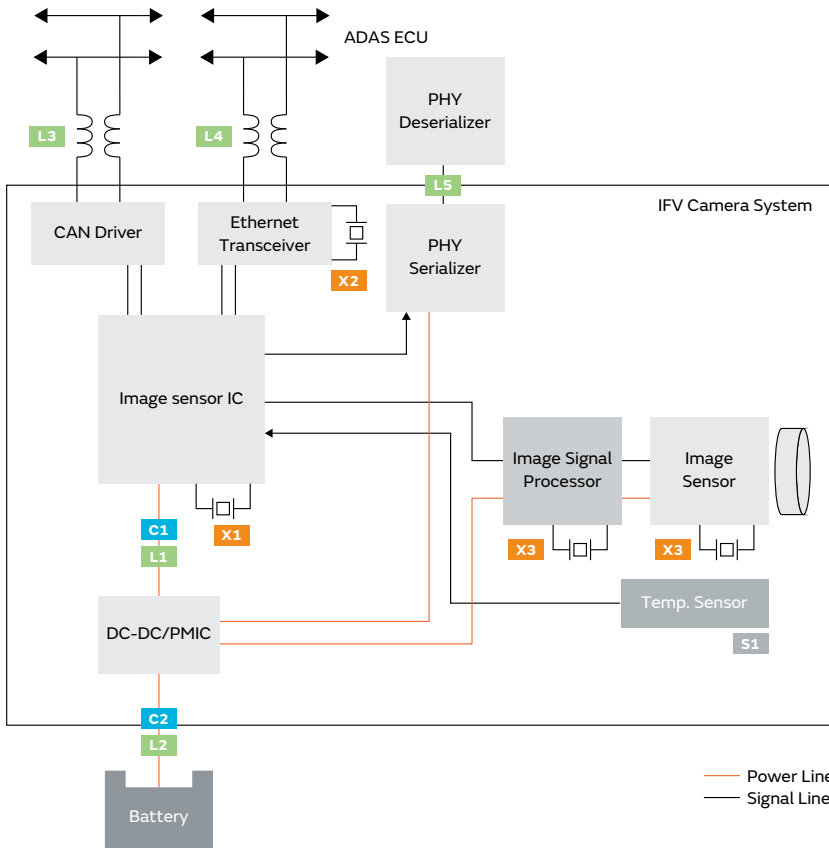 ADAS ECU
PHY
Deserializer
L3
L4
L5
IFV Camera System
CAN Driver
Ethernet
Transceiver
PHY
Serializer
X2
Image sensor IC
Image Signal
Processor
Image
Sensor
C1
X1
L1
X3
X3
Temp. Sensor
DC-DC/PMIC
S1
C2
L2
Power Line
Signal Line
Battery